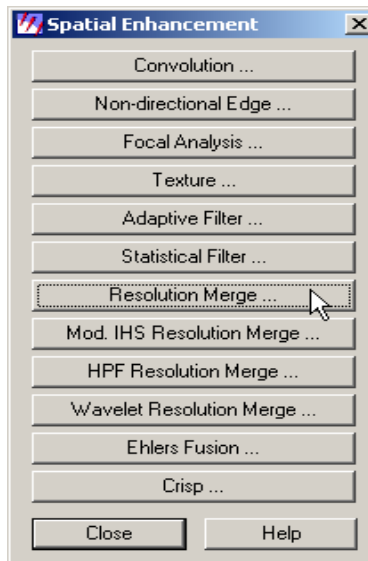 Spatial Enhancement
Convolution ...
Non-directional Edge ...
Focal Analysis ...
Texture ...
Adaptive Filter ...
Statistical Filter ...
Resolution Merge ...
Mod. IHS Resolution Merge ...
HPF Resolution Merge ...
Wavelet Resolution Merge ...
Ehlers Fusion ...
Crisp ...
Close Help